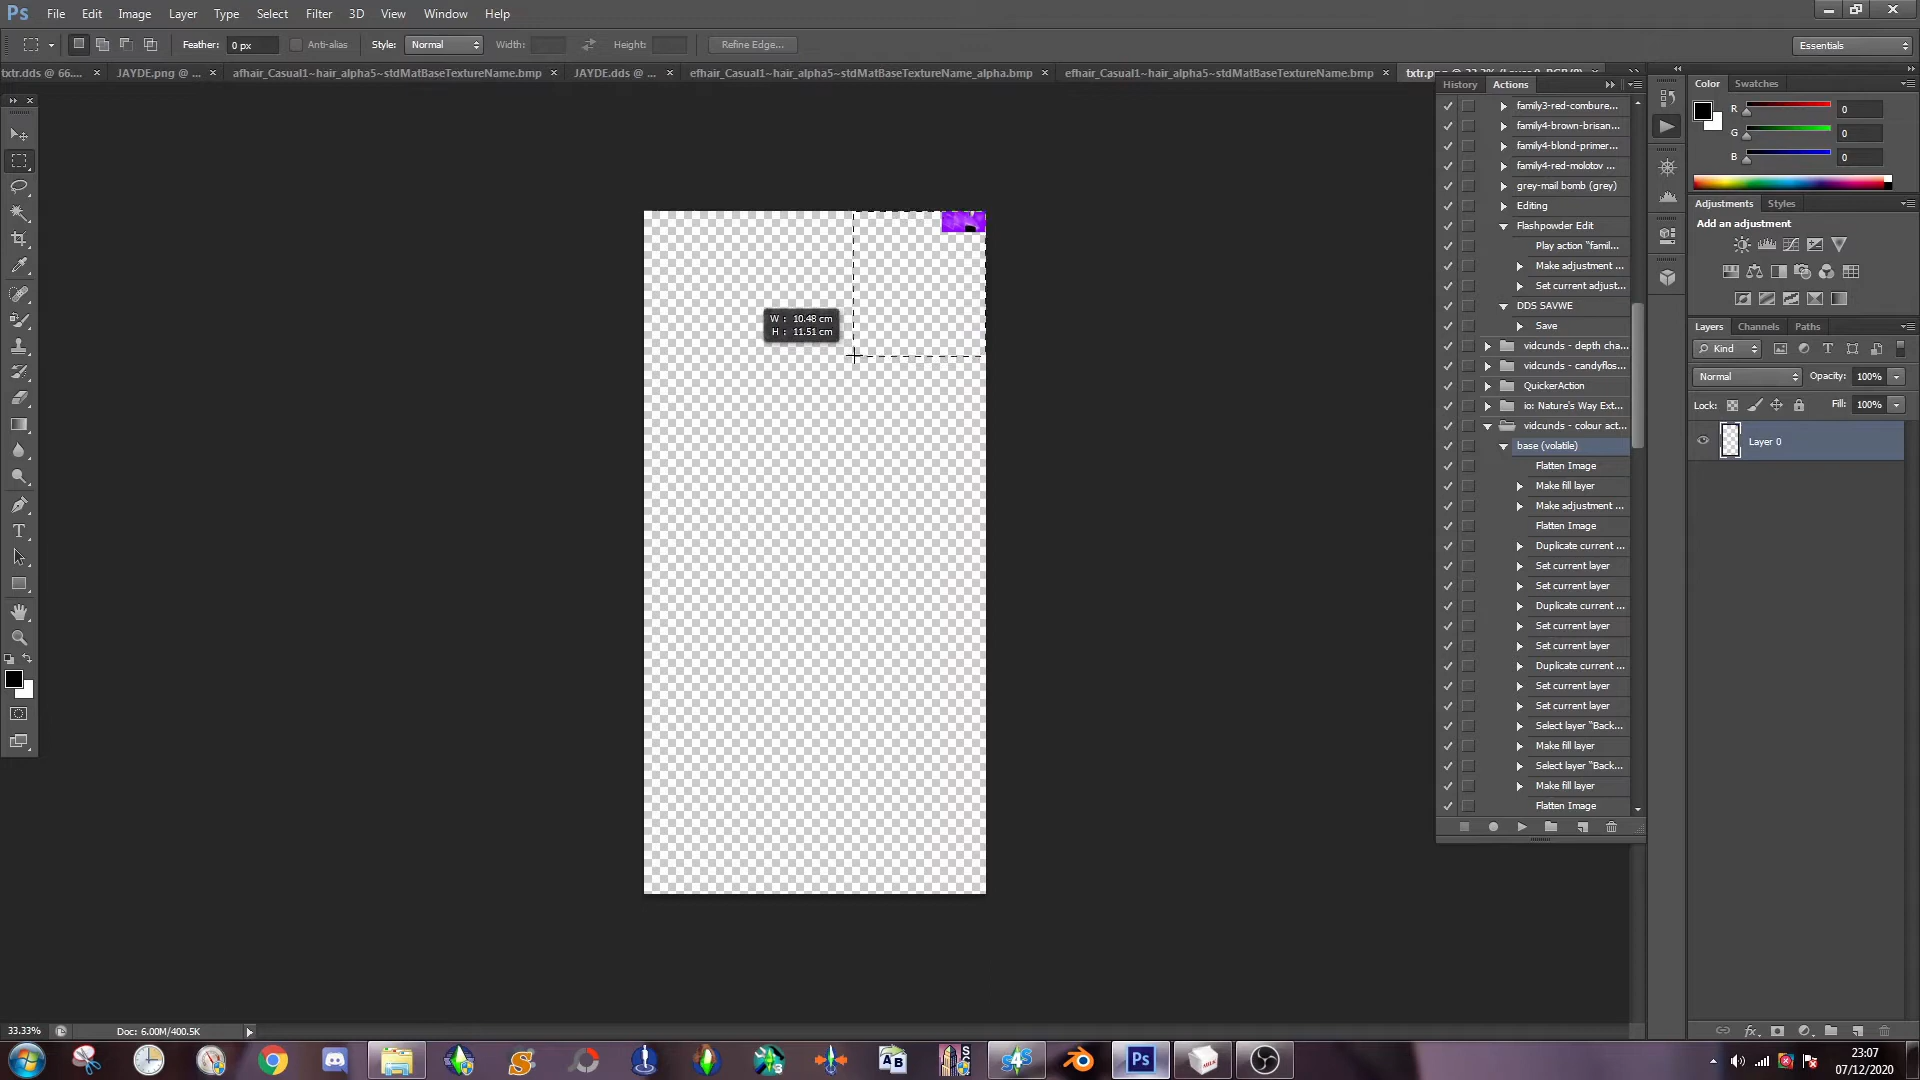 Ps File Edit Image Layer Type Select Filter 3D View Window Help
Feather: 0 px Anti-alias Style: Normal Width: Height: Refine Edge... Essentials
txtr.dds @ 66.... JAYDE.png @ ... afhair_Casual1~hair_alpha5~stdMatBaseTextureName.bmp JAYDE.dds @ ... efhair_Casual1~hair_alpha5~stdMatBaseTextureName_alpha.bmp efhair_Casual1~hair_alpha5~stdMatBaseTextureName.bmp
History Actions
family3-red-combure...
family4-brown-brisan...
family4-blond-primer...
family4-red-molotov ...
grey-mail bomb (grey)
Editing
Flashpowder Edit
Play action "famil...
Make adjustment ...
Set current adjust...
DDS SAVWE
Save
vidcunds - depth cha...
vidcunds - candyflos...
QuickerAction
io: Nature's Way Ext...
vidcunds - colour act...
base (volatile)
Flatten Image
Make fill layer
Make adjustment ...
Flatten Image
Duplicate current ...
Set current layer
Set current layer
Duplicate current ...
Set current layer
Set current layer
Duplicate current ...
Set current layer
Set current layer
Select layer "Back...
Make fill layer
Select layer "Back...
Make fill layer
Flatten Image
Color Swatches
R 0
G 0
B 0
Adjustments Styles
Add an adjustment
Layers Channels Paths
Kind
Normal Opacity: 100%
Lock: Fill: 100%
Layer 0
W : 10.48 cm
H : 11.51 cm
33.33% Doc: 6.00M/400.5K
23:07
07/12/2020